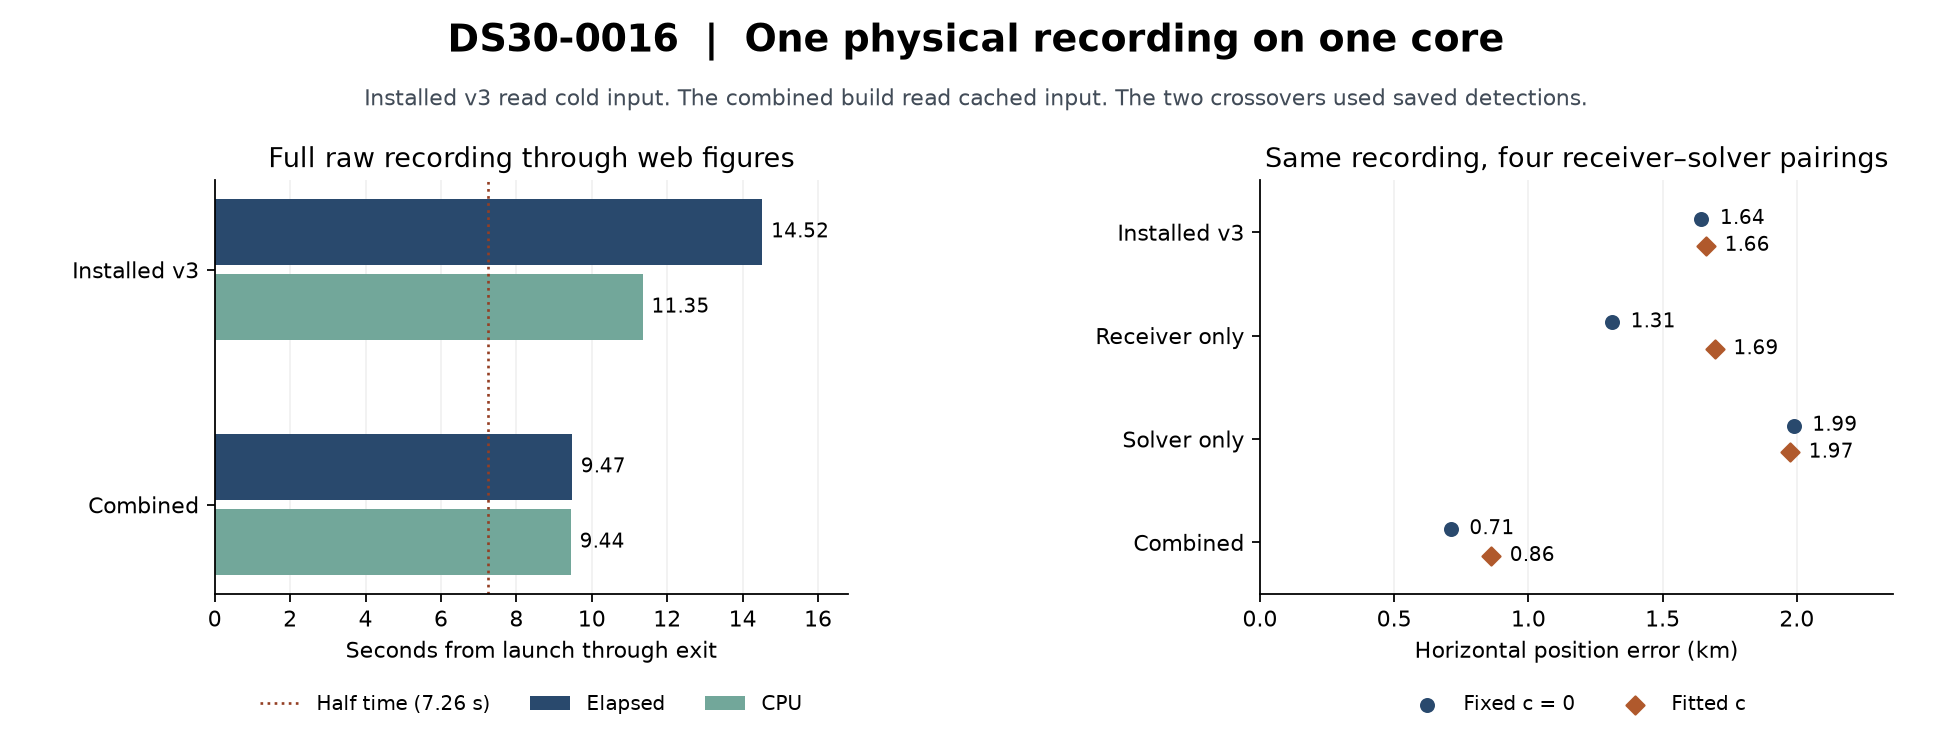 DS30-0016 | One physical recording on one core
Installed v3 read cold input. The combined build read cached input. The two crossovers used saved detections.
Full raw recording through web figures
Installed v3
14.52
11.35
Combined
9.47
9.44
0 2 4 6 8 10 12 14 16
Seconds from launch through exit
Half time (7.26 s) Elapsed CPU
Same recording, four receiver–solver pairings
Installed v3
1.64
1.66
Receiver only
1.31
1.69
Solver only
1.99
1.97
Combined
0.71
0.86
0.0 0.5 1.0 1.5 2.0
Horizontal position error (km)
Fixed c = 0 Fitted c